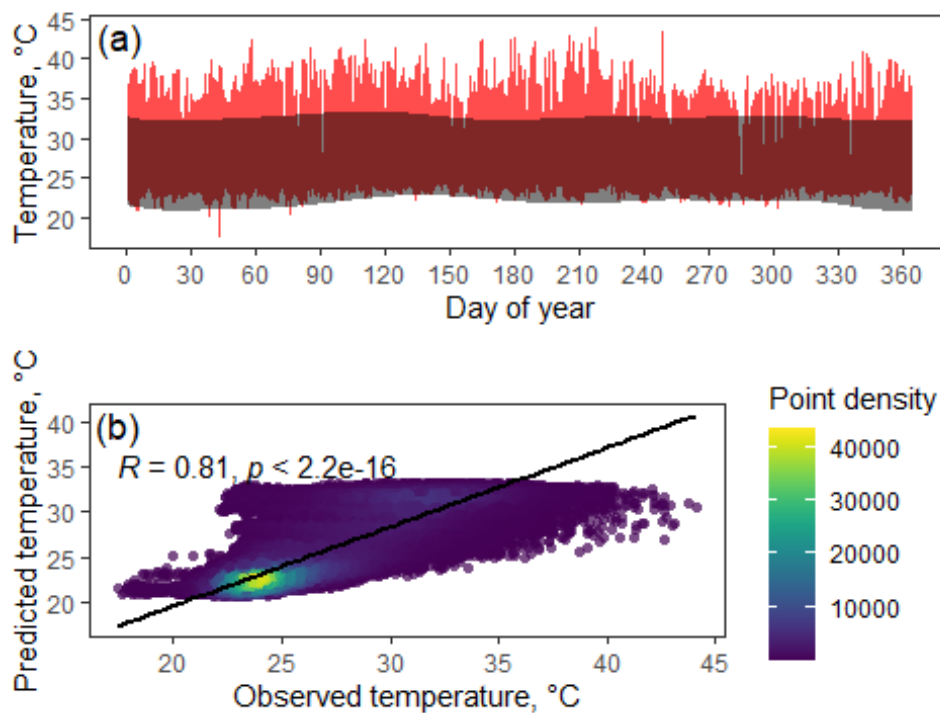 (a)
Temperature, °C
45
40
35
30
25
20
0 30 60 90 120 150 180 210 240 270 300 330 360
Day of year
(b)
R = 0.81, p < 2.2e-16
Predicted temperature, °C
40
35
30
25
20
20 25 30 35 40 45
Observed temperature, °C
Point density
40000
30000
20000
10000